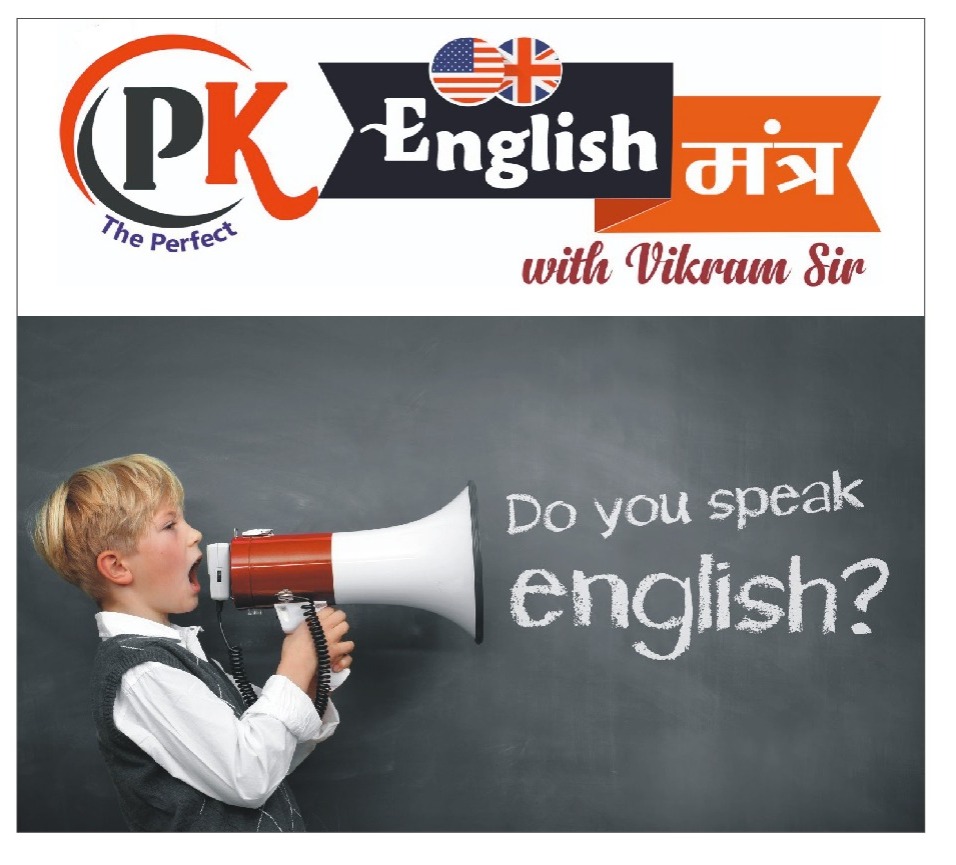 PK
The Perfect
English मंत्र
with Vikram Sir
Do you speak
english?